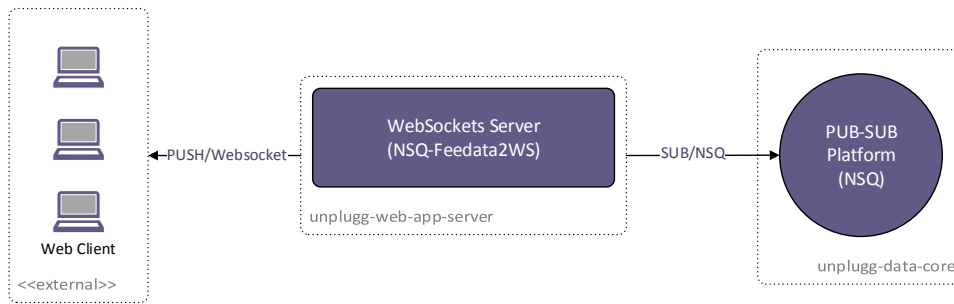 Web Client
<<external>>
PUSH/Websocket
WebSockets Server
(NSQ-Feedata2WS)
unplugg-web-app-server
SUB/NSQ
PUB-SUB
Platform
(NSQ)
unplugg-data-core